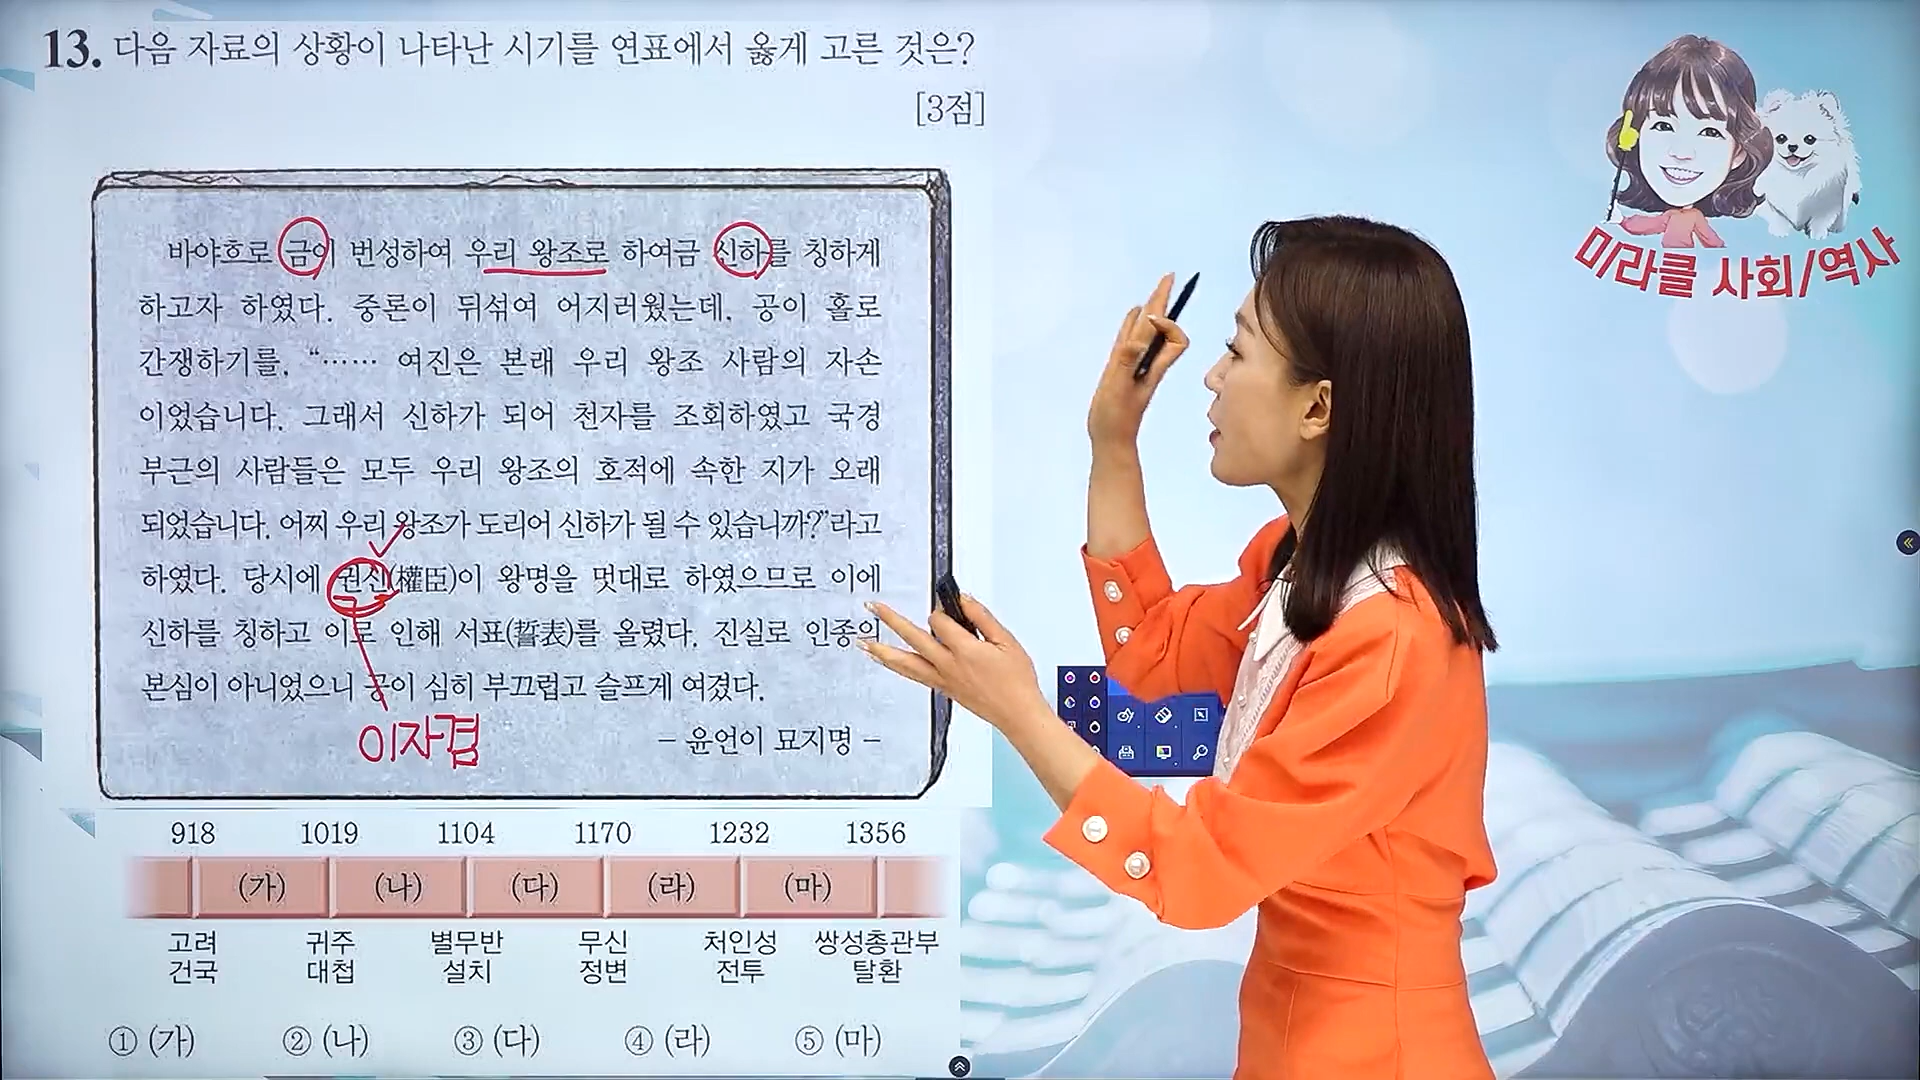 13. 다음 자료의 상황이 나타난 시기를 연표에서 옳게 고른 것은?
[3점]
바야흐로 금이 번성하여 우리 왕조로 하여금 신하를 칭하게
하고자 하였다. 중론이 뒤섞여 어지러웠는데, 공이 홀로
간쟁하기를, “…… 여진은 본래 우리 왕조 사람의 자손
이었습니다. 그래서 신하가 되어 천자를 조회하였고 국경
부근의 사람들은 모두 우리 왕조의 호적에 속한 지가 오래
되었습니다. 어찌 우리 왕조가 도리어 신하가 될 수 있습니까?”라고
하였다. 당시에 권신(權臣)이 왕명을 멋대로 하였으므로 이에
신하를 칭하고 이로 인해 서표(誓表)를 올렸다. 진실로 인종의
본심이 아니었으니 공이 심히 부끄럽고 슬프게 여겼다.
이자겸
- 윤언이 묘지명 -
918 1019 1104 1170 1232 1356
(가) (나) (다) (라) (마)
고려 귀주 별무반 무신 처인성 쌍성총관부
건국 대첩 설치 정변 전투 탈환
① (가) ② (나) ③ (다) ④ (라) ⑤ (마)
미라클 사회/역사